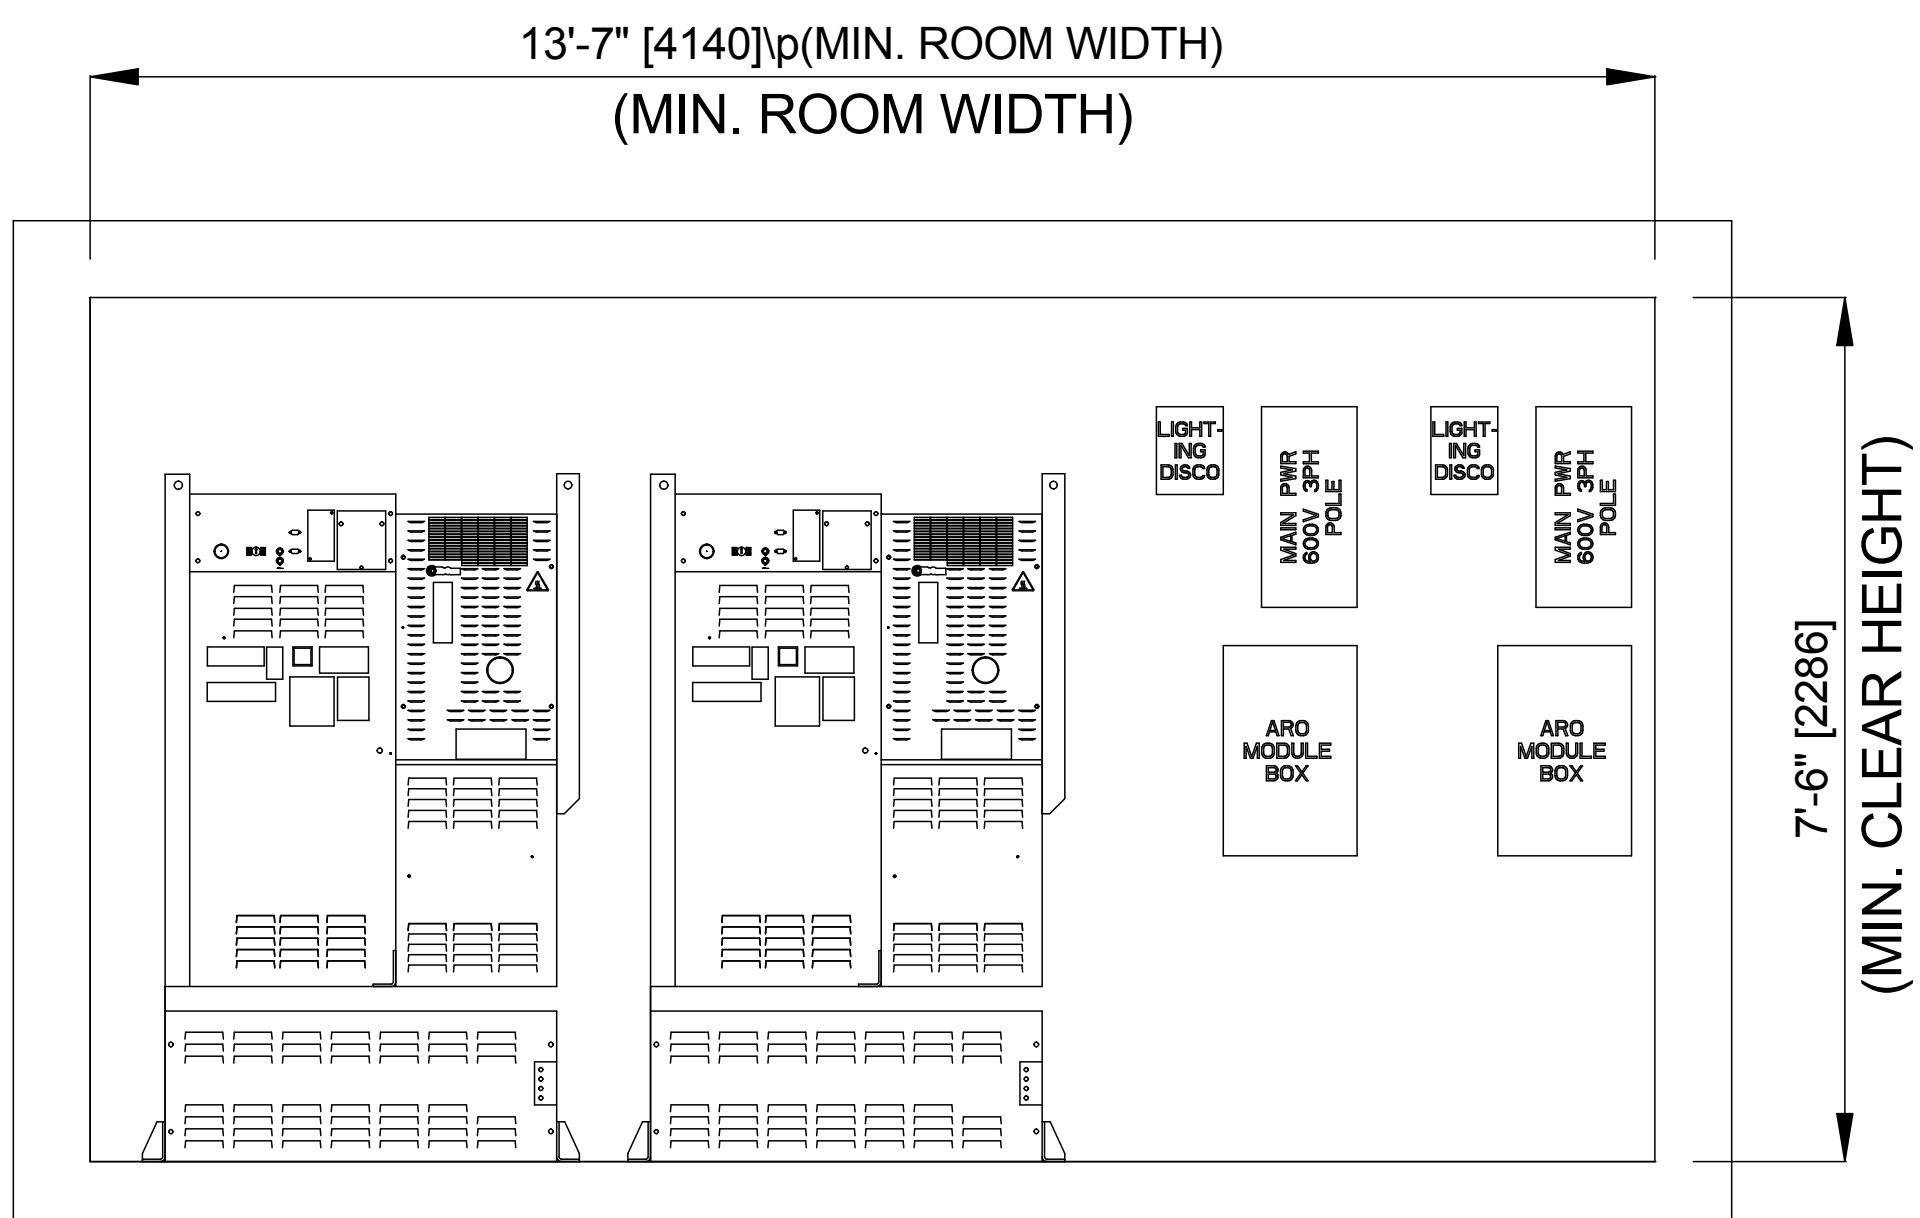 13'-7" [4140]\p(MIN. ROOM WIDTH)
(MIN. ROOM WIDTH)
LIGHT-
ING
DISCO
MAIN PWR
600V 3PH
POLE
LIGHT-
ING
DISCO
MAIN PWR
600V 3PH
POLE
ARO
MODULE
BOX
ARO
MODULE
BOX
7'-6" [2286]
(MIN. CLEAR HEIGHT)